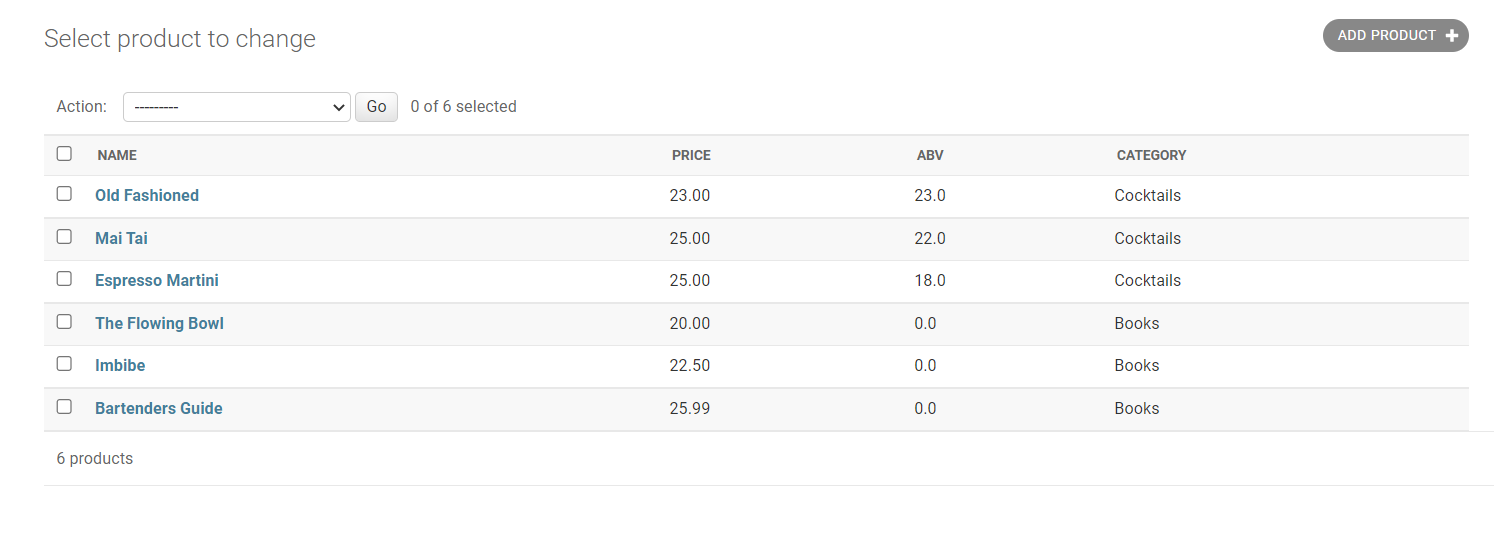 Select product to change
ADD PRODUCT +
Action: --------- Go 0 of 6 selected
NAME PRICE ABV CATEGORY
Old Fashioned 23.00 23.0 Cocktails
Mai Tai 25.00 22.0 Cocktails
Espresso Martini 25.00 18.0 Cocktails
The Flowing Bowl 20.00 0.0 Books
Imbibe 22.50 0.0 Books
Bartenders Guide 25.99 0.0 Books
6 products